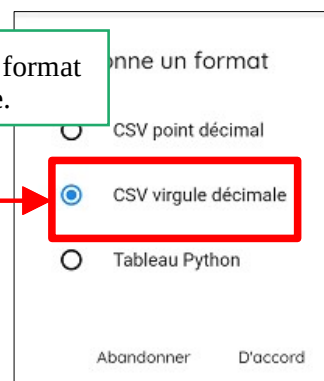 format
onne un format
e.
CSV point décimal
CSV virgule décimale
Tableau Python
Abandonner D'accord